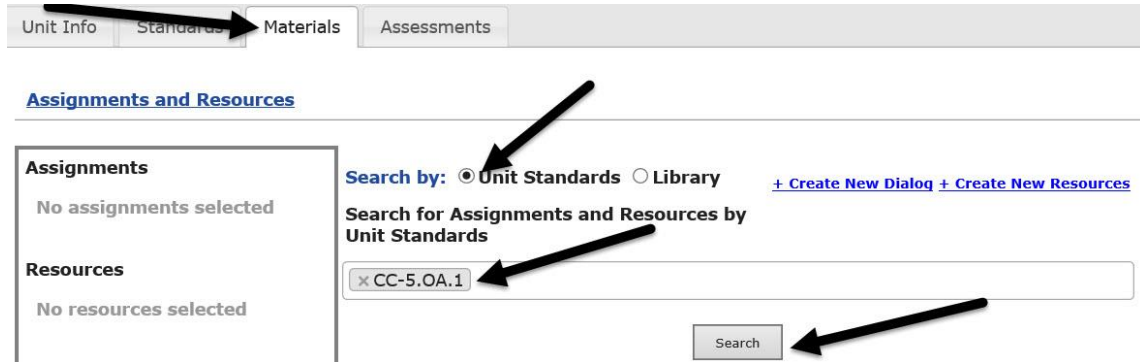 Unit Info Standards Materials Assessments
Assignments and Resources
Assignments
No assignments selected
Resources
No resources selected
Search by: Unit Standards Library
+ Create New Dialog + Create New Resources
Search for Assignments and Resources by
Unit Standards
× CC-5.OA.1
Search